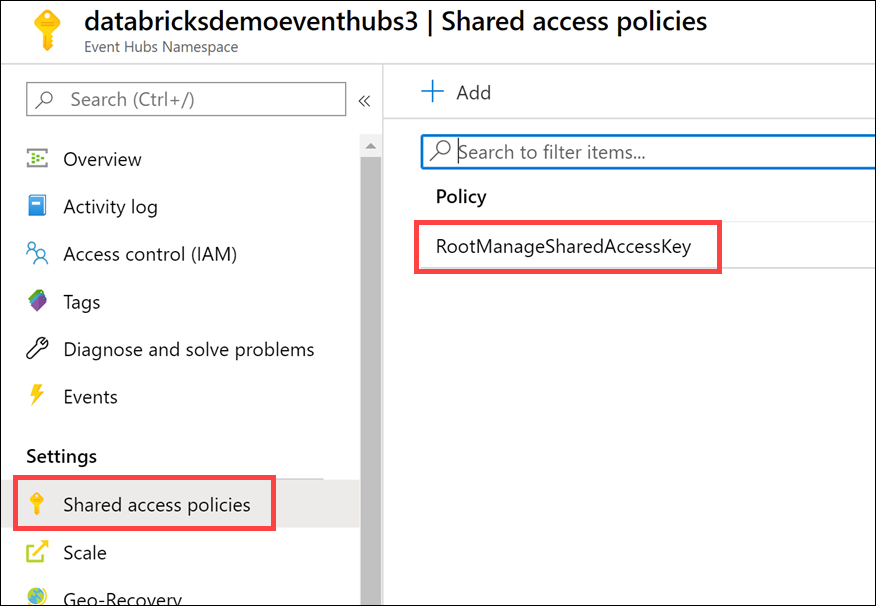 databricksdemoeventhubs3 | Shared access policies
Event Hubs Namespace
Search (Ctrl+/)
«
Overview
Activity log
Access control (IAM)
Tags
Diagnose and solve problems
Events
Settings
Shared access policies
Scale
Geo-Recovery
+ Add
Search to filter items...
Policy
RootManageSharedAccessKey